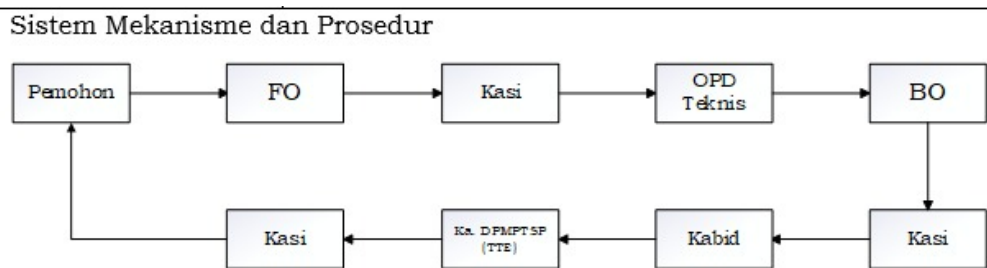 Sistem Mekanisme dan Prosedur
Pemohon
FO
Kasi
OPD
Teknis
BO
Kasi
Ka. DPMPTSP
(TTE)
Kabid
Kasi